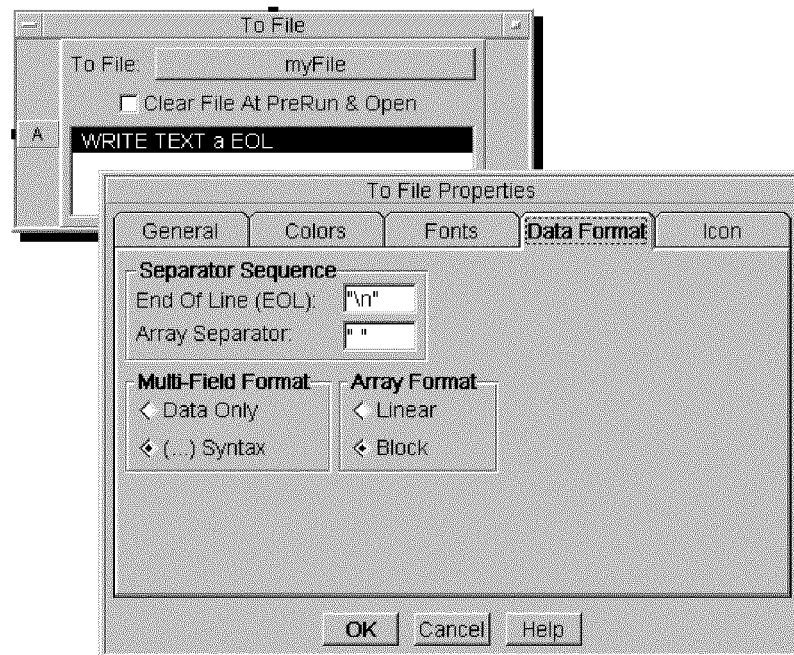 To File
To File: myFile
Clear File At PreRun & Open
A
WRITE TEXT a EOL
To File Properties
General Colors Fonts Data Format Icon
Separator Sequence
End Of Line (EOL): "\n"
Array Separator: " "
Multi-Field Format Array Format
Data Only Linear
(...) Syntax Block
OK Cancel Help